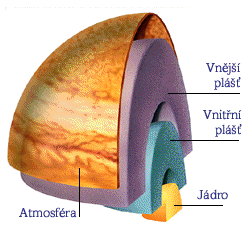 Vnější
plášť
Vnitřní
plášť
Jádro
Atmosféra